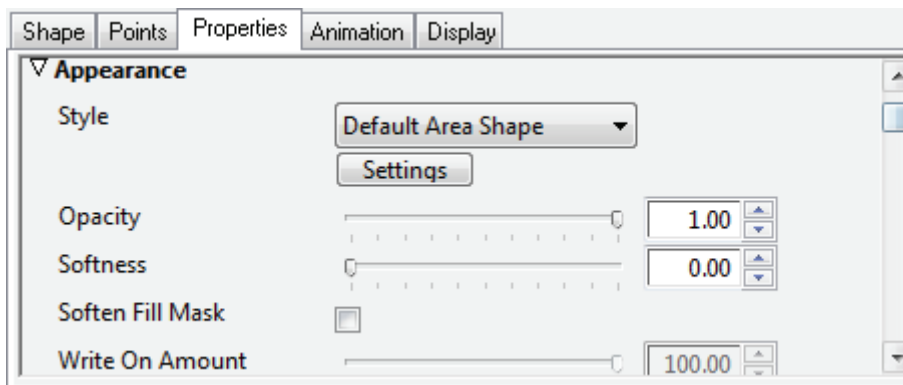 Shape Points Properties Animation Display
Appearance
Style Default Area Shape
Settings
Opacity 1.00
Softness 0.00
Soften Fill Mask
Write On Amount 100.00